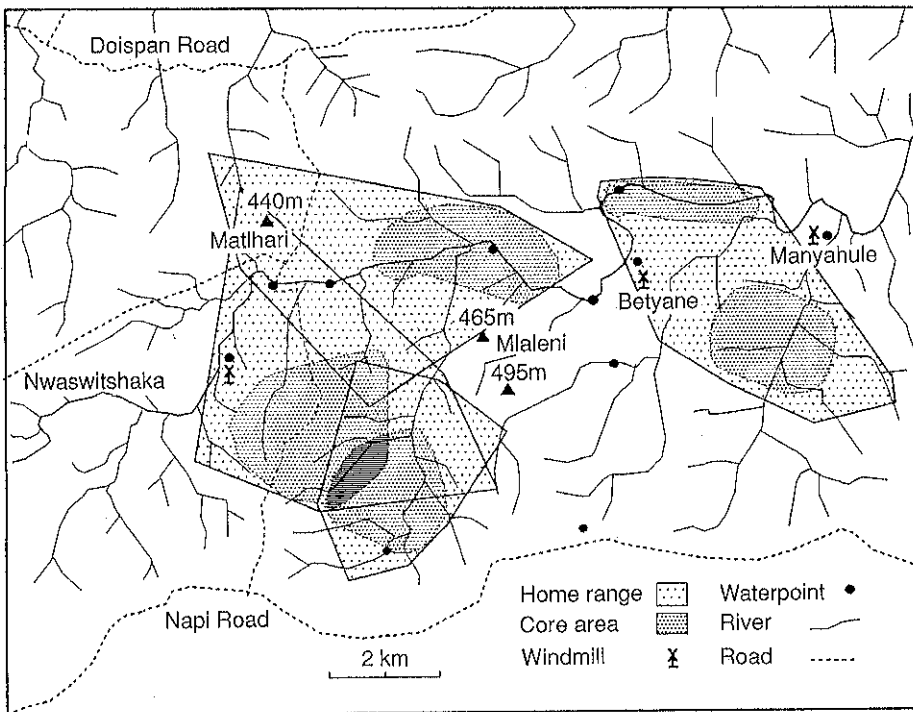 Doispan Road
440m
Matlhari
Manyanule
Betyane
465m
Mlaleni
495m
Nwaswitshaka
Napi Road
2 km
Home range
Waterpoint
Core area
River
Windmill
Road